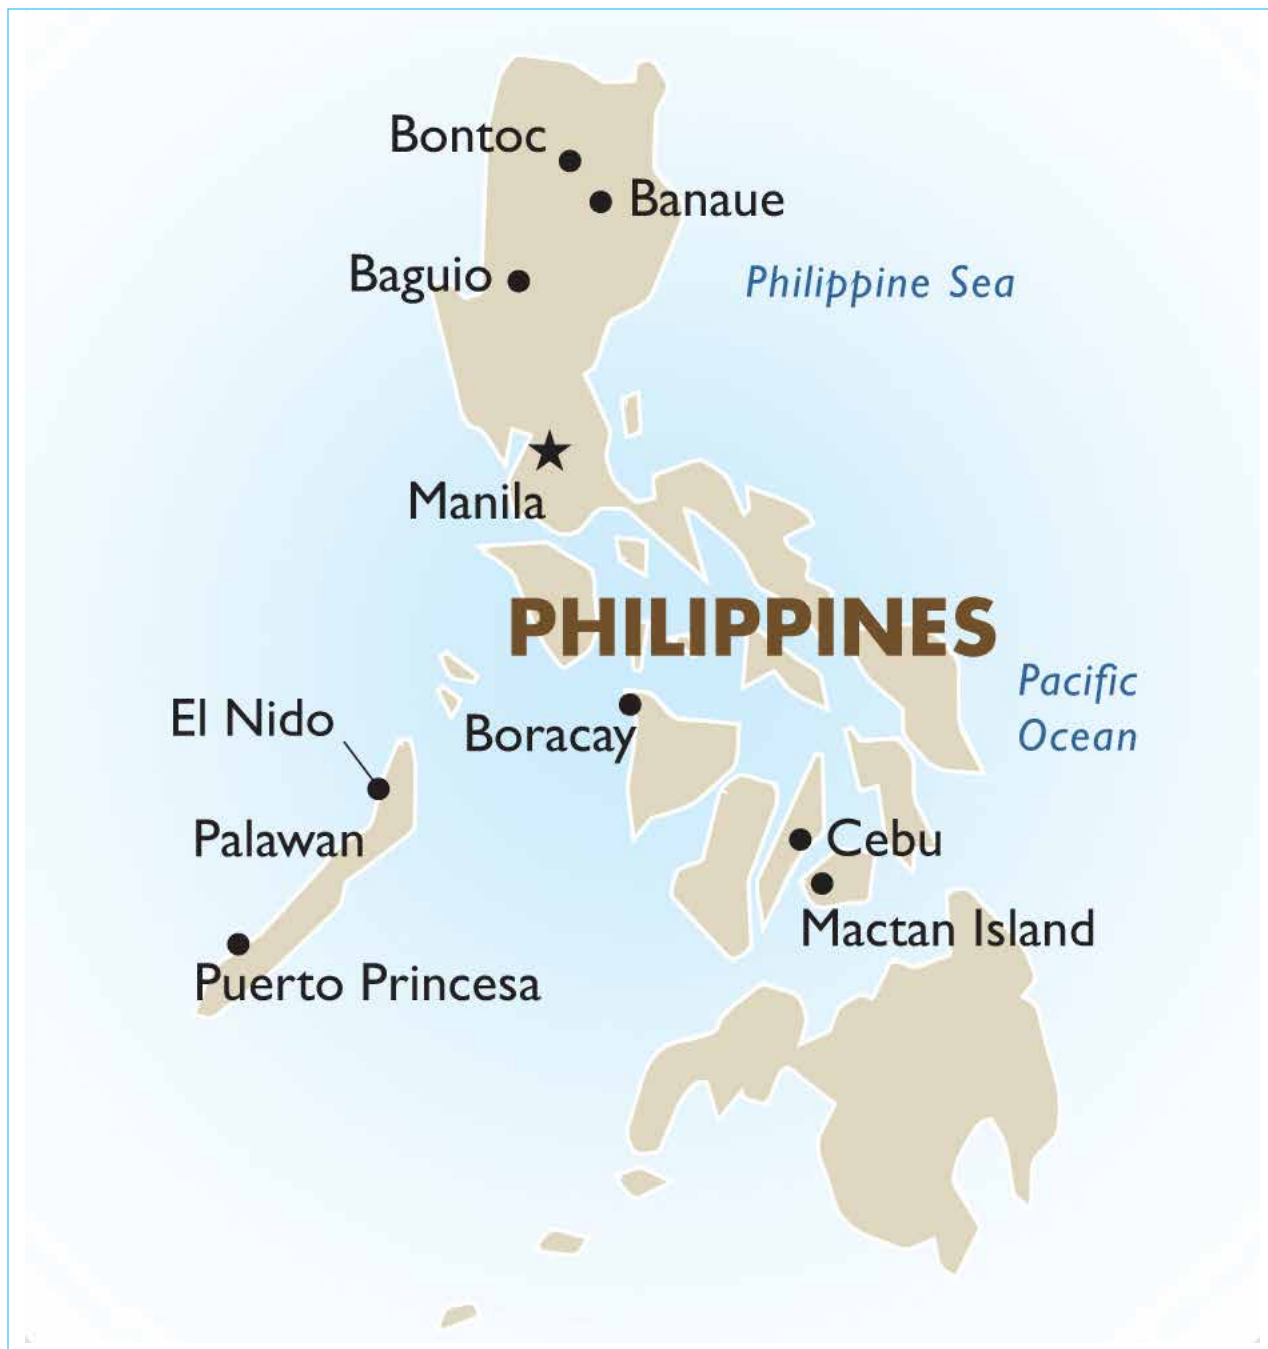 Bontoc
Banaue
Baguio
Philippine Sea
Manila
PHILIPPINES
Pacific
Ocean
El Nido
Boracay
Palawan
Cebu
Mactan Island
Puerto Princesa